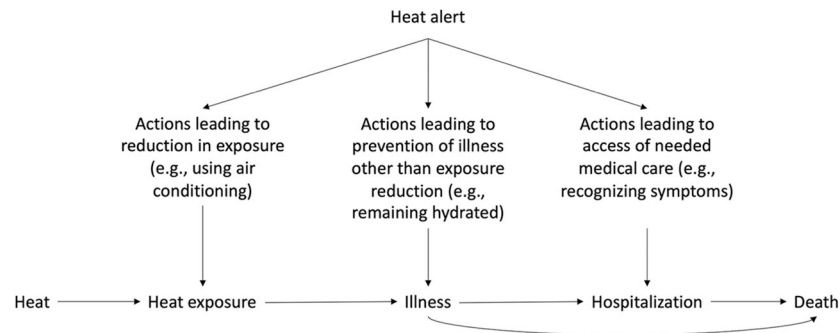 Heat alert
Actions leading to
reduction in exposure
(e.g., using air
conditioning)
Actions leading to
prevention of illness
other than exposure
reduction (e.g.,
remaining hydrated)
Actions leading to
access of needed
medical care (e.g.,
recognizing symptoms)
Heat
Heat exposure
Illness
Hospitalization
Death